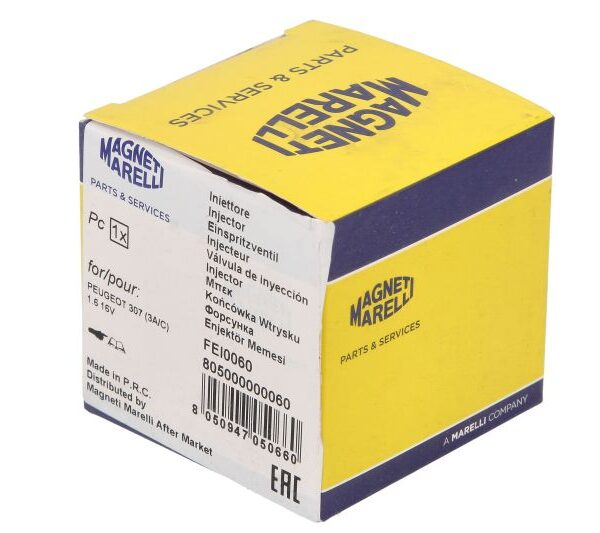 MAGNETI
MARELLI
PARTS & SERVICES
MAGNETI
MARELLI
PARTS & SERVICES
Pc 1x
for/pour:
PEUGEOT 307 (3A/C)
1.6 16V
Made in P.R.C.
Distributed by
Magneti Marelli After Market
Iniettore
Injector
Einspritzventil
Injecteur
Válvula de inyección
Injector
Μπεκ
Końcówka Wtrysku
Форсунка
Enjektör Memesi
FEI0060
805000000060
8 050947 050660
EAC
MAGNETI
MARELLI
PARTS & SERVICES
A MARELLI COMPANY